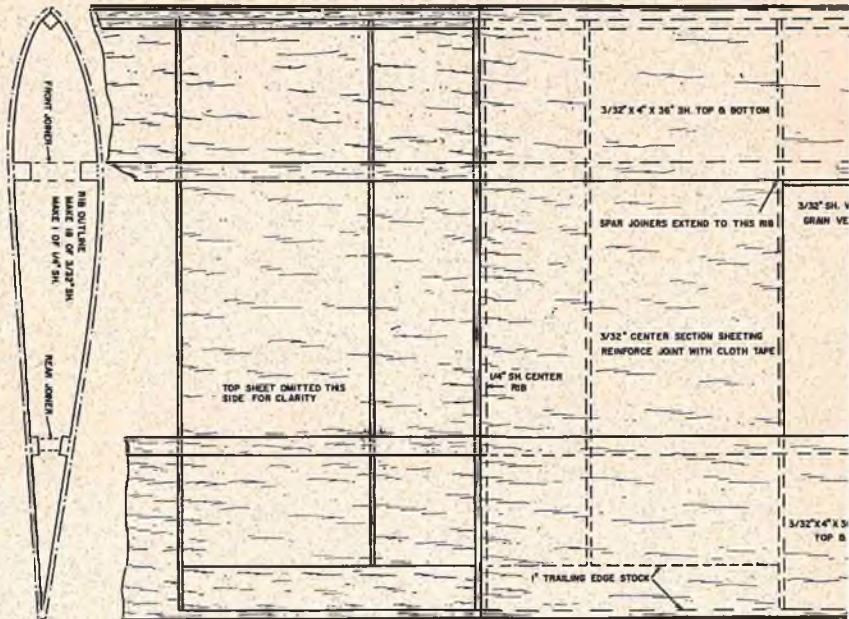 FRONT JOINER
RIB OUTLINE
MAKE 18 OF 3/32" SH.
MAKE 1 OF 1/4" SH.
REAR JOINER
TOP SHEET OMITTED THIS
SIDE FOR CLARITY
1/4" SH. CENTER
RIB
3/32" X 4" X 36" SH. TOP & BOTTOM
SPAR JOINERS EXTEND TO THIS RIB
3/32" SH.
GRAIN
3/32" CENTER SECTION SHEETING
REINFORCE JOINT WITH CLOTH TAPE
3/32"X4"X
TOP &
1" TRAILING EDGE STOCK